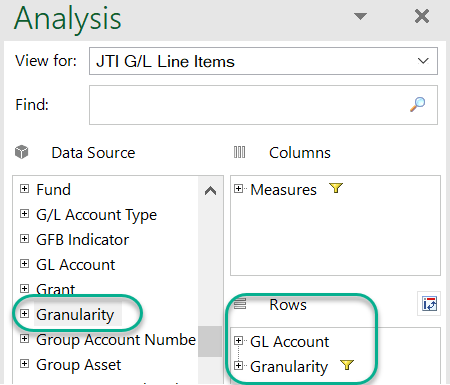 Analysis
View for: JTI G/L Line Items
Find:
Data Source
Columns
Fund
G/L Account Type
GFB Indicator
GL Account
Grant
Granularity
Group Account Numbe
Group Asset
Measures
Rows
GL Account
Granularity